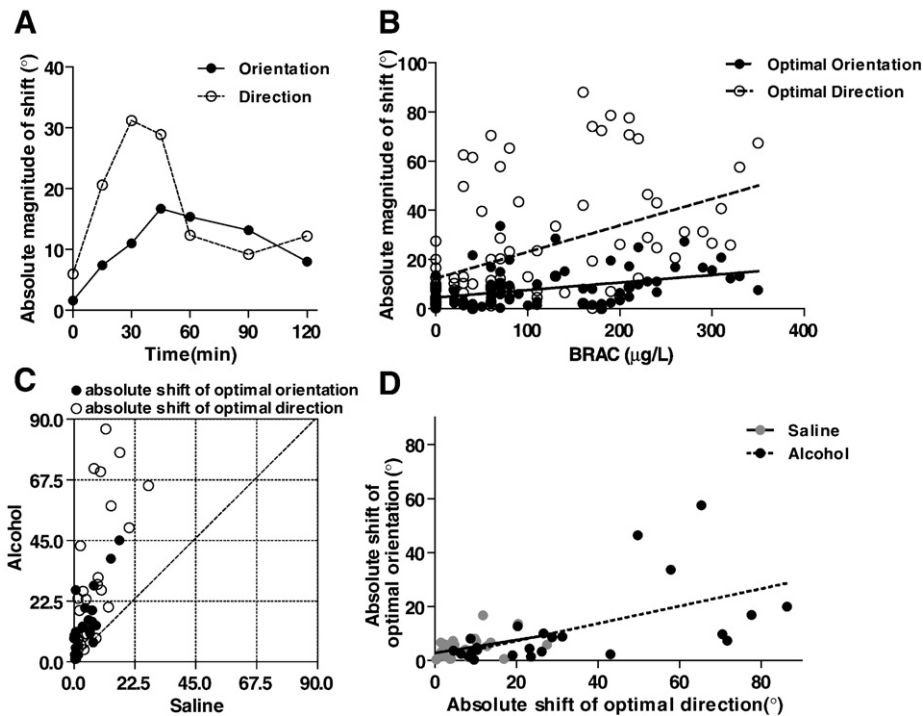 A
Absolute magnitude of shift (°)
40
30
20
10
0
0 30 60 90 120
Time(min)
Orientation
Direction
B
Absolute magnitude of shift (°)
100
80
60
40
20
0
0 100 200 300 400
BRAC (μg/L)
Optimal Orientation
Optimal Direction
C
absolute shift of optimal orientation
absolute shift of optimal direction
Alcohol
90.0
67.5
45.0
22.5
0.0
0.0 22.5 45.0 67.5 90.0
Saline
D
Absolute shift of
optimal orientation (°)
80
60
40
20
0
0 20 40 60 80
Absolute shift of optimal direction(°)
Saline
Alcohol